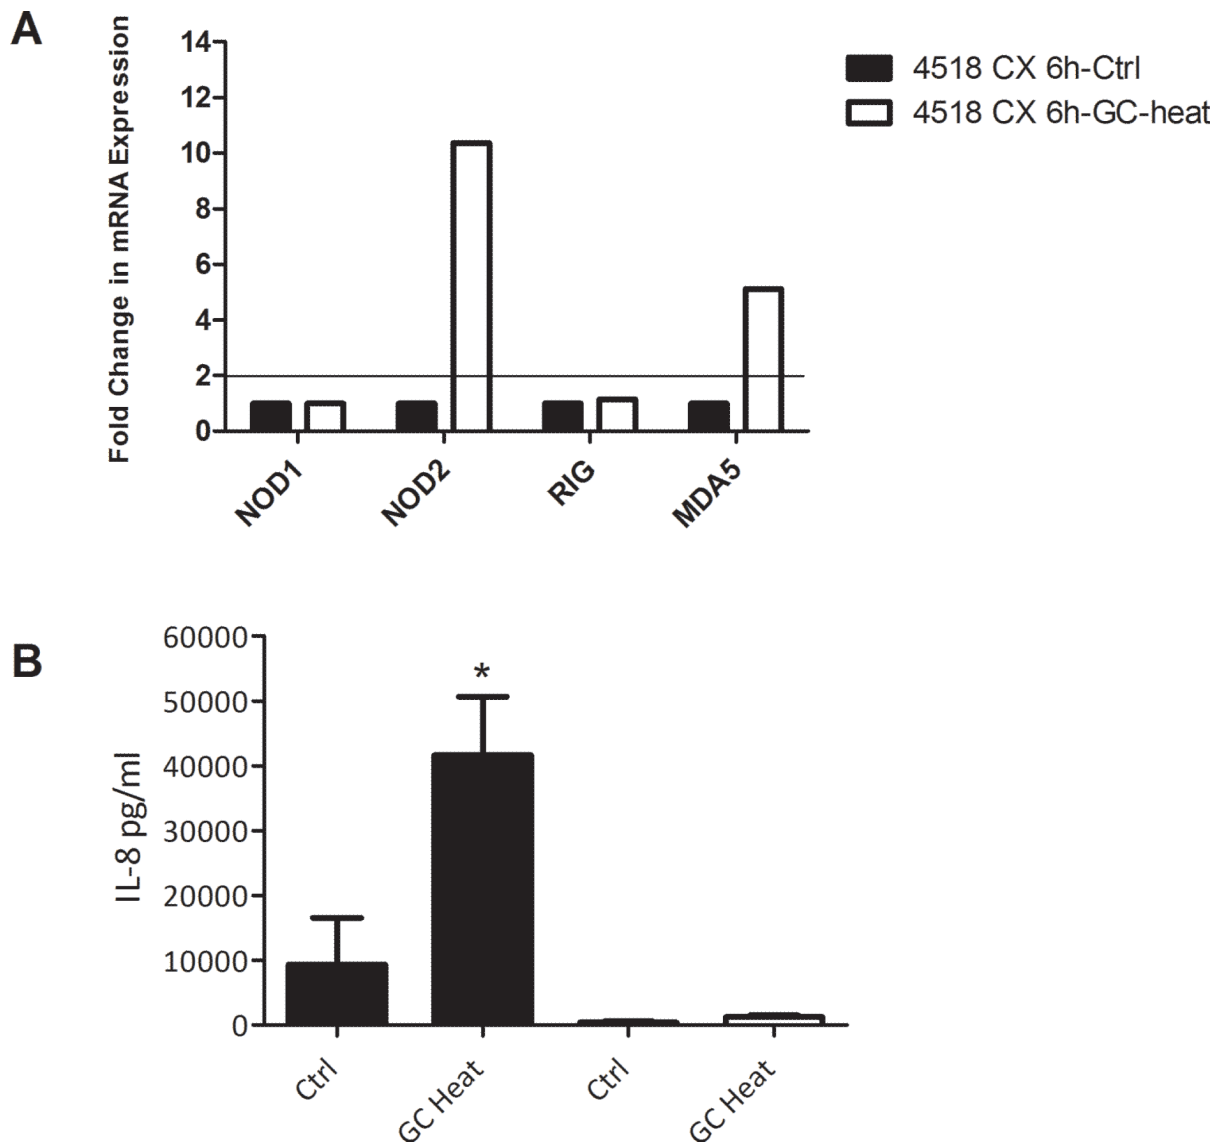 A
Fold Change in mRNA Expression
14
12
10
8
6
4
2
0
NOD1
NOD2
RIG
MDA5
4518 CX 6h-Ctrl
4518 CX 6h-GC-heat
B
IL-8 pg/ml
60000
50000
40000
30000
20000
10000
0
*
Ctrl
GC Heat
Ctrl
GC Heat